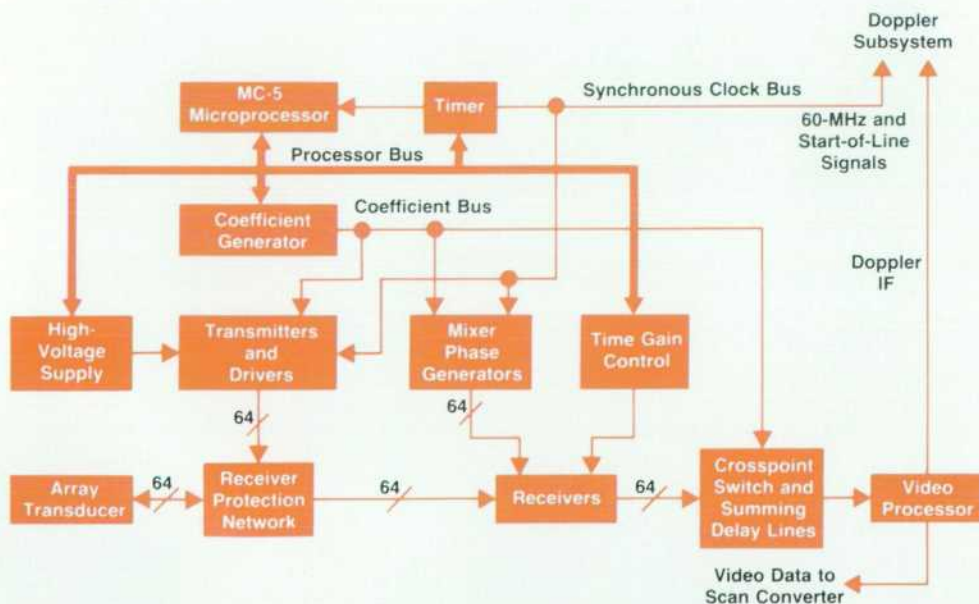 Doppler
Subsystem
MC-5
Microprocessor
Timer
Synchronous Clock Bus
60-MHz and
Start-of-Line
Signals
Processor Bus
Coefficient
Generator
Coefficient Bus
Doppler
IF
High-
Voltage
Supply
Transmitters
and
Drivers
Mixer
Phase
Generators
Time Gain
Control
64
64
Array
Transducer
64
Receiver
Protection
Network
64
Receivers
64
Crosspoint
Switch and
Summing
Delay Lines
Video
Processor
Video Data to
Scan Converter